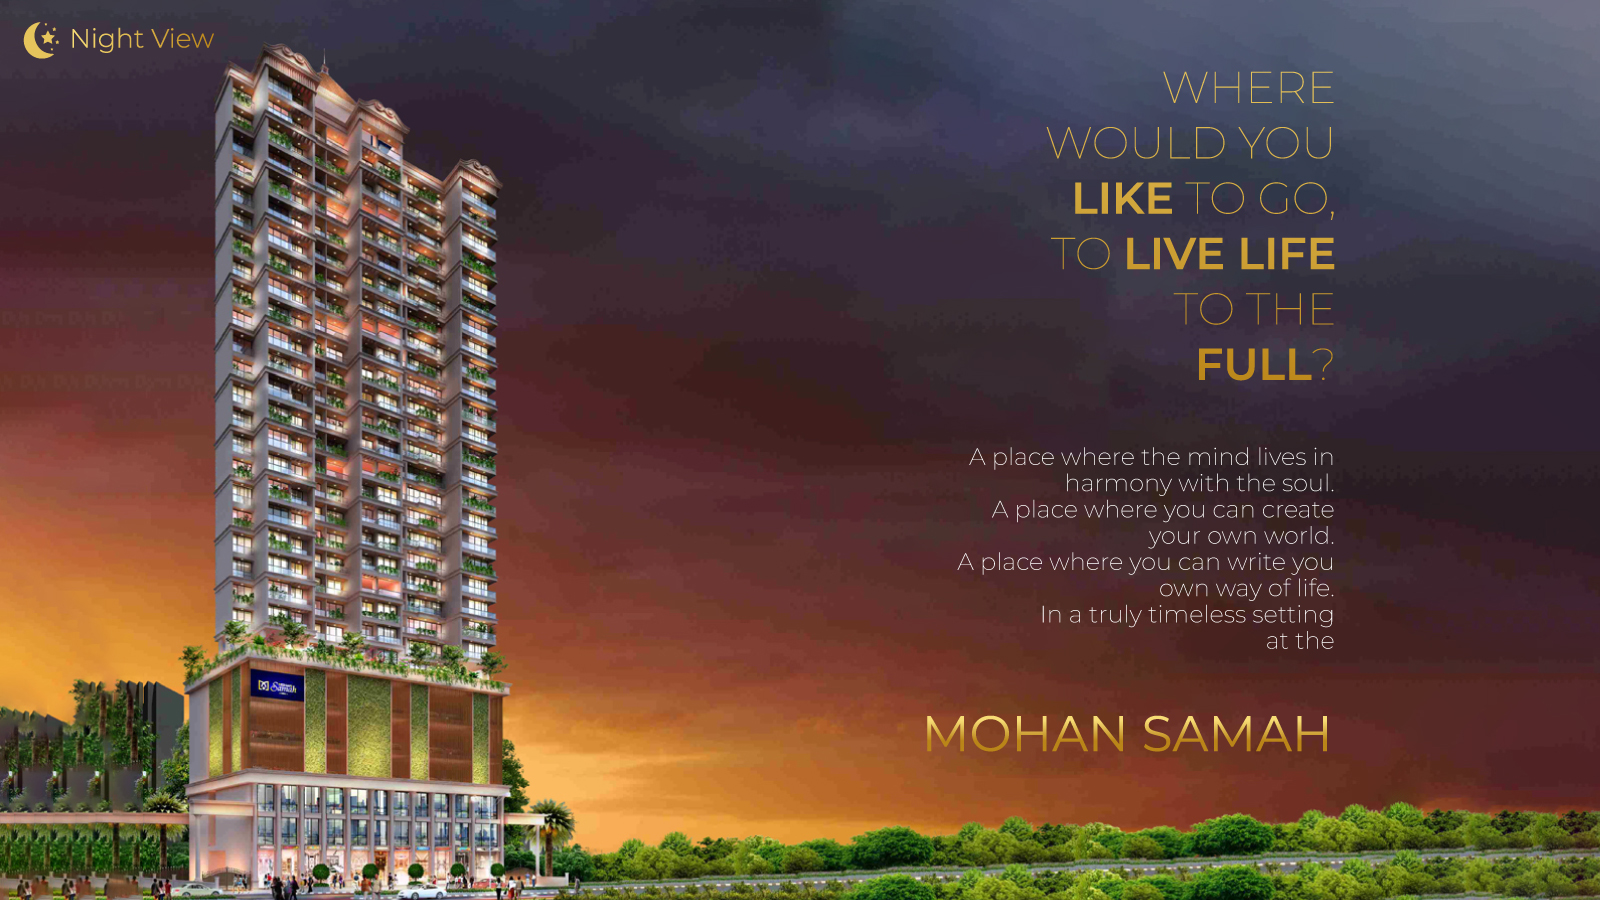 Night View
WHERE
WOULD YOU
LIKE TO GO,
TO LIVE LIFE
TO THE
FULL?
A place where the mind lives in
harmony with the soul.
A place where you can create
your own world.
A place where you can write you
own way of life.
In a truly timeless setting
at the
MOHAN SAMAH
Samah